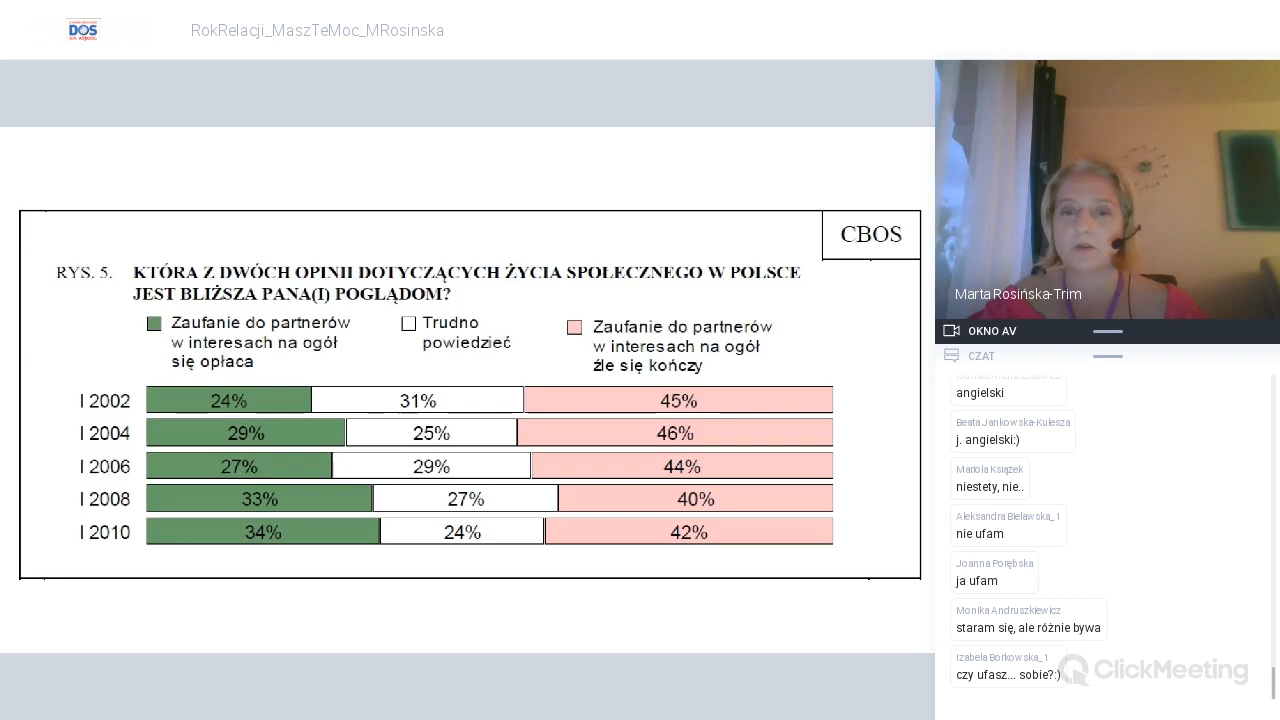 DOS
RokRelacji_MaszTeMoc_MRosinska
CBOS
RYS. 5. KTÓRA Z DWÓCH OPINII DOTYCZĄCYCH ŻYCIA SPOŁECZNEGO W POLSCE
JEST BLIŻSZA PANA(I) POGLĄDOM?
Zaufanie do partnerów
w interesach na ogół
się opłaca
Trudno
powiedzieć
Zaufanie do partnerów
w interesach na ogół
źle się kończy
I 2002 24% 31% 45%
I 2004 29% 25% 46%
I 2006 27% 29% 44%
I 2008 33% 27% 40%
I 2010 34% 24% 42%
Marta Rosińska-Trim
OKNO AV
CZAT
Monika Andruszkiewicz
angielski
Beata Jankowska-Kulesza
j. angielski:)
Mariola Książek
niestety, nie..
Aleksandra Bielawska_1
nie ufam
Joanna Porębska
ja ufam
Monika Andruszkiewicz
staram się, ale różnie bywa
Izabela Borkowska_1
czy ufasz... sobie?:)
ClickMeeting